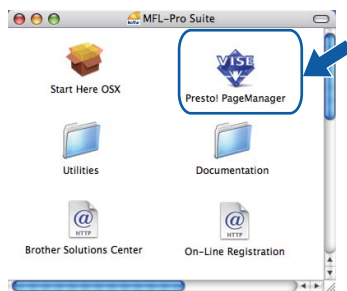 MFL-Pro Suite
Start Here OSX
VISE
Presto! PageManager
Utilities
Documentation
@
HTTP
Brother Solutions Center
@
HTTP
On-Line Registration